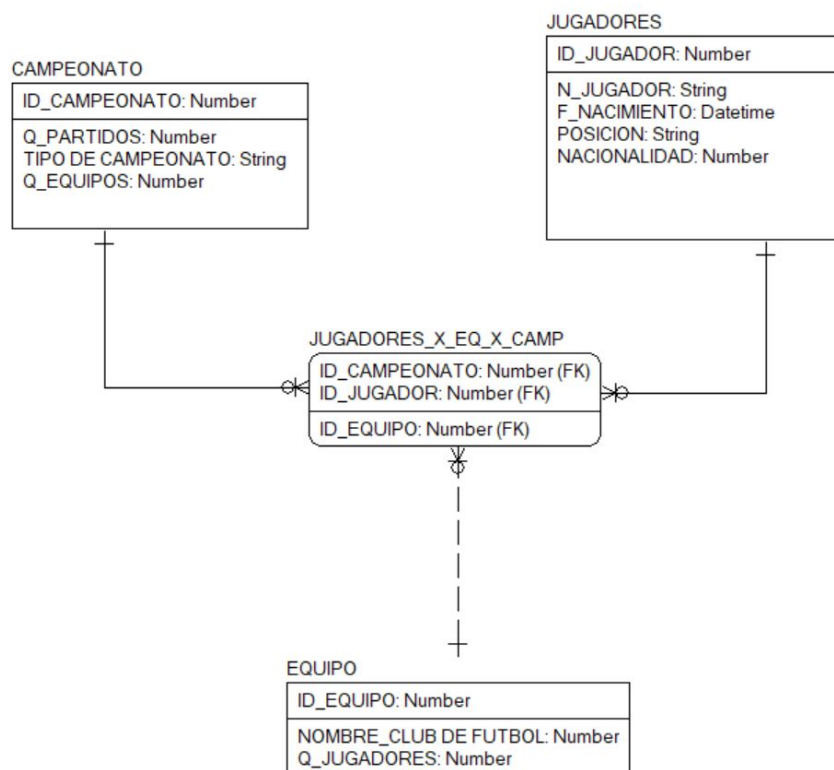 CAMPEONATO
ID_CAMPEONATO: Number
Q_PARTIDOS: Number
TIPO DE CAMPEONATO: String
Q_EQUIPOS: Number
JUGADORES
ID_JUGADOR: Number
N_JUGADOR: String
F_NACIMIENTO: Datetime
POSICION: String
NACIONALIDAD: Number
JUGADORES_X_EQ_X_CAMP
ID_CAMPEONATO: Number (FK)
ID_JUGADOR: Number (FK)
ID_EQUIPO: Number (FK)
EQUIPO
ID_EQUIPO: Number
NOMBRE_CLUB DE FUTBOL: Number
Q_JUGADORES: Number